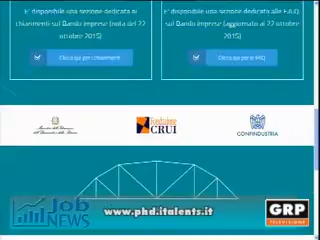 E' disponibile una sezione dedicata ai
chiarimenti sul Bando imprese (nota del 22
ottobre 2015)
Clicca qui per i chiarimenti
E' disponibile una sezione dedicata alle F.A.Q.
sul Bando imprese (aggiornato al 22 ottobre
2015)
Clicca qui per le FAQ
Fondazione
CRUI
CONFINDUSTRIA
Job
NEWS
www.phd.italents.it
GRP
TELEVISIONE